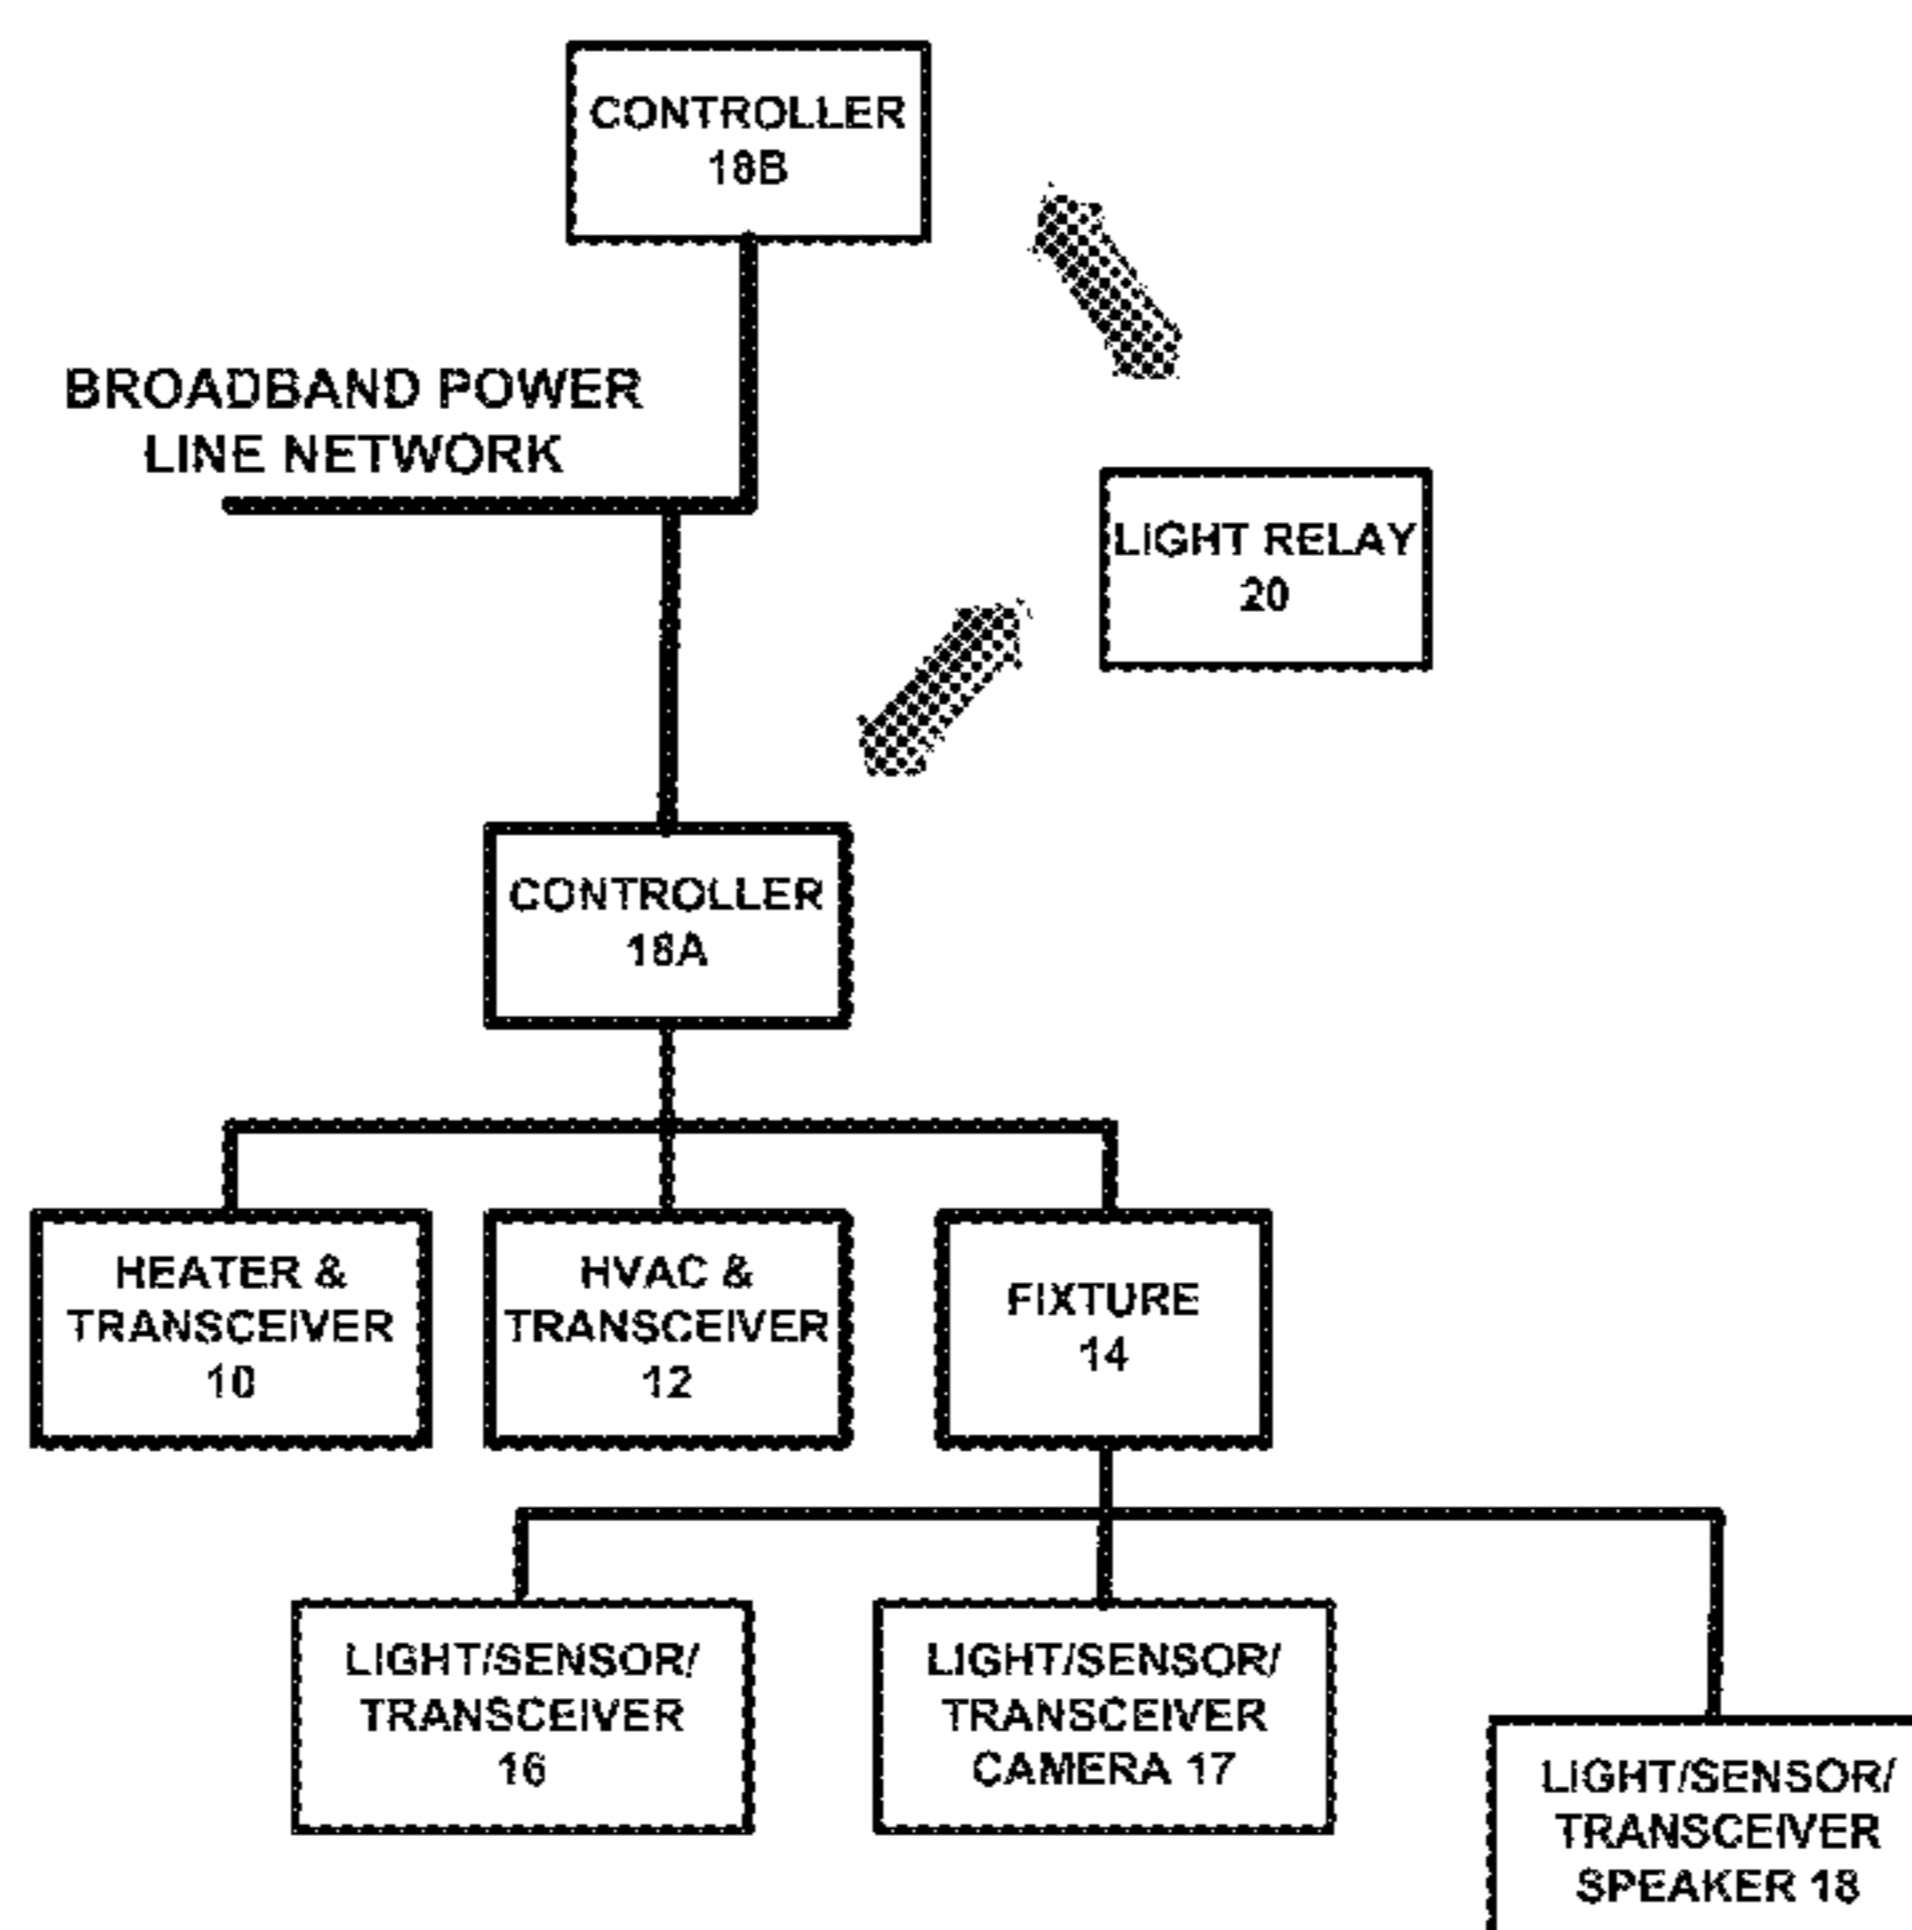 CONTROLLER
18B
BROADBAND POWER
LINE NETWORK
LIGHT RELAY
20
CONTROLLER
18A
HEATER &
TRANSCEIVER
10
HVAC &
TRANSCEIVER
12
FIXTURE
14
LIGHT/SENSOR/
TRANSCEIVER
16
LIGHT/SENSOR/
TRANSCEIVER
CAMERA 17
LIGHT/SENSOR/
TRANSCEIVER
SPEAKER 18